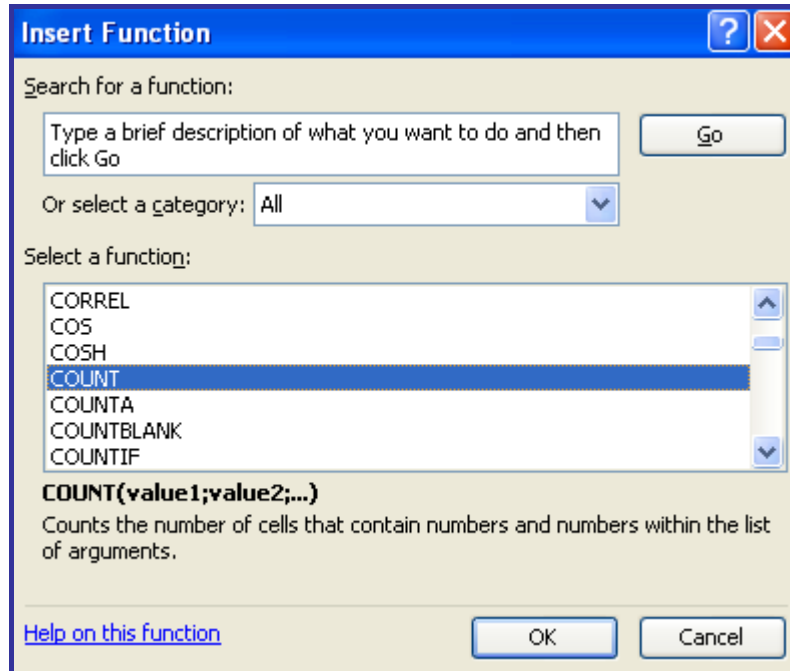 Insert Function
Search for a function:
Type a brief description of what you want to do and then
click Go
Go
Or select a category: All
Select a function:
CORREL
COS
COSH
COUNT
COUNTA
COUNTBLANK
COUNTIF
COUNT(value1;value2;...)
Counts the number of cells that contain numbers and numbers within the list
of arguments.
Help on this function
OK
Cancel